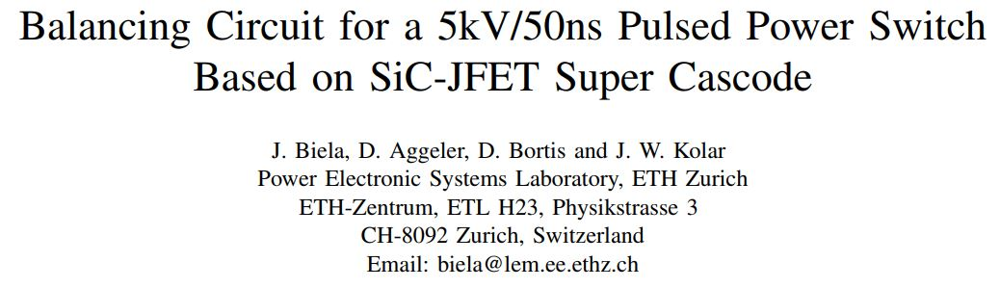 Balancing Circuit for a 5kV/50ns Pulsed Power Switch
Based on SiC-JFET Super Cascode
J. Biela, D. Aggeler, D. Bortis and J. W. Kolar
Power Electronic Systems Laboratory, ETH Zurich
ETH-Zentrum, ETL H23, Physikstrasse 3
CH-8092 Zurich, Switzerland
Email: biela@lem.ee.ethz.ch